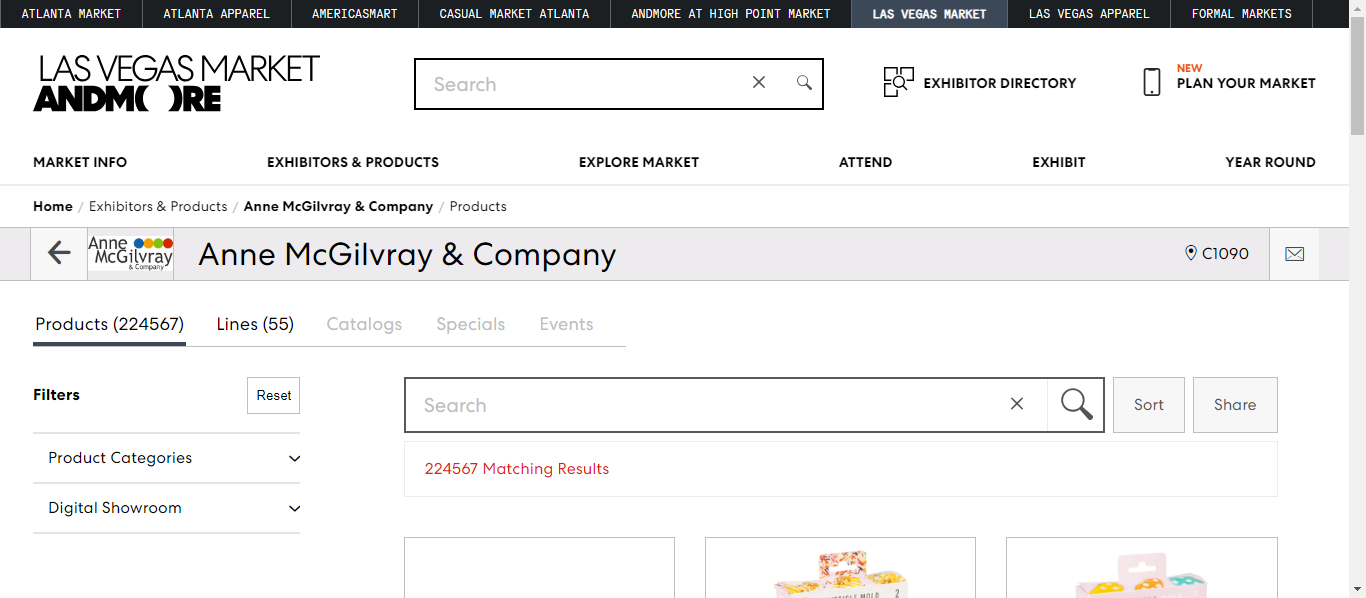 ATLANTA MARKET
ATLANTA APPAREL
AMERICASMART
CASUAL MARKET ATLANTA
ANDMORE AT HIGH POINT MARKET
LAS VEGAS MARKET
LAS VEGAS APPAREL
FORMAL MARKETS
LAS VEGAS MARKET
ANDMORE
Search
EXHIBITOR DIRECTORY
NEW
PLAN YOUR MARKET
MARKET INFO
EXHIBITORS & PRODUCTS
EXPLORE MARKET
ATTEND
EXHIBIT
YEAR ROUND
Home / Exhibitors & Products / Anne McGilvray & Company / Products
Anne
McGilvray
& Company
Anne McGilvray & Company
C1090
Products (224567)
Lines (55)
Catalogs
Specials
Events
Filters
Reset
Search
Sort
Share
Product Categories
224567 Matching Results
Digital Showroom
MOLD 2